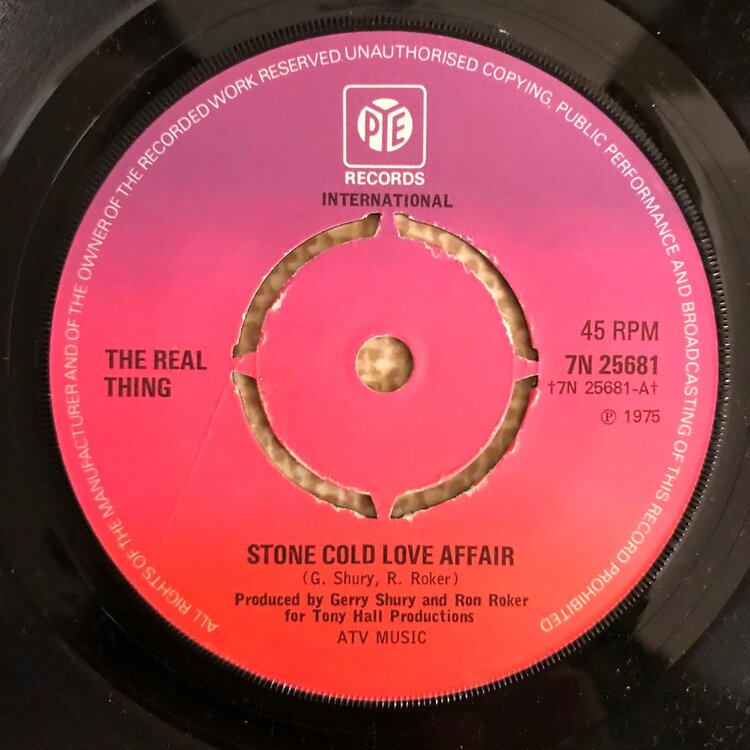 ALL RIGHTS OF THE MANUFACTURER AND OF THE OWNER OF THE RECORDED WORK RESERVED UNAUTHORISED COPYING, PUBLIC PERFORMANCE AND BROADCASTING OF THIS RECORD PROHIBITED
PYE
RECORDS
INTERNATIONAL
45 RPM
THE REAL
THING
7N 25681
†7N 25681-A†
℗ 1975
STONE COLD LOVE AFFAIR
(G. Shury, R. Roker)
Produced by Gerry Shury and Ron Roker
for Tony Hall Productions
ATV MUSIC